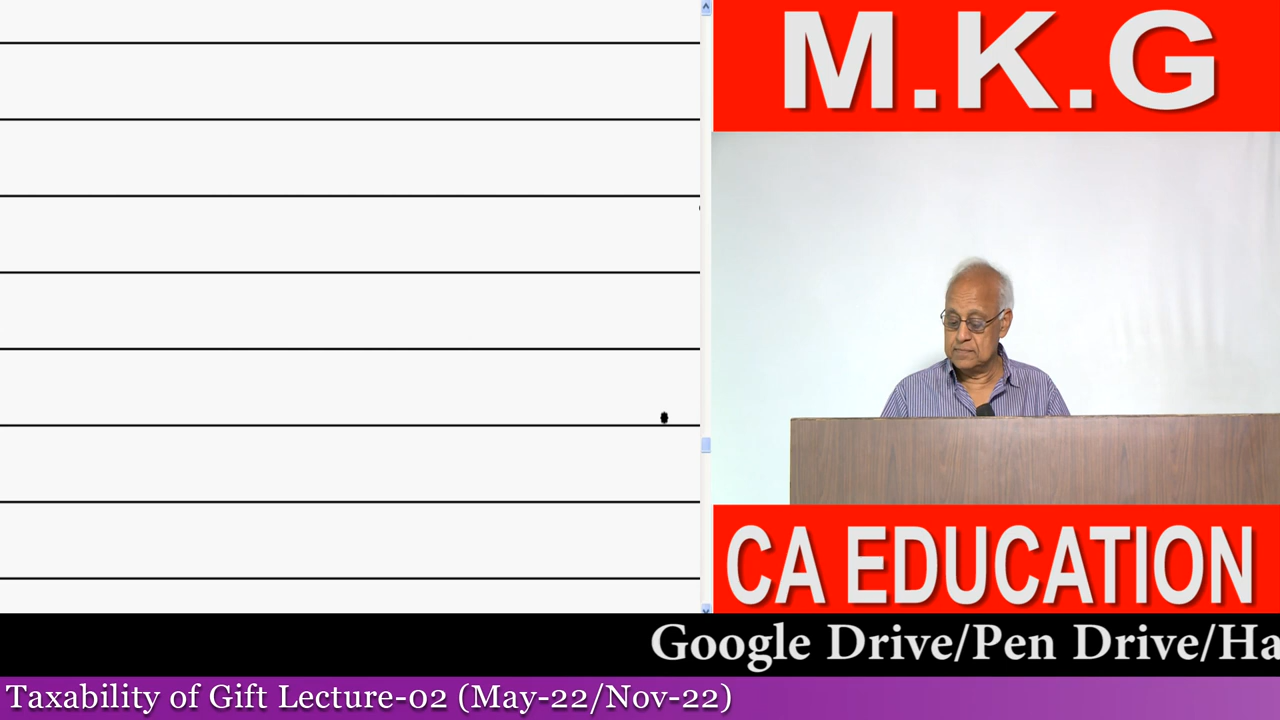 M.K.G
CA EDUCATION
Google Drive/Pen Drive/Ha
Taxability of Gift Lecture-02 (May-22/Nov-22)